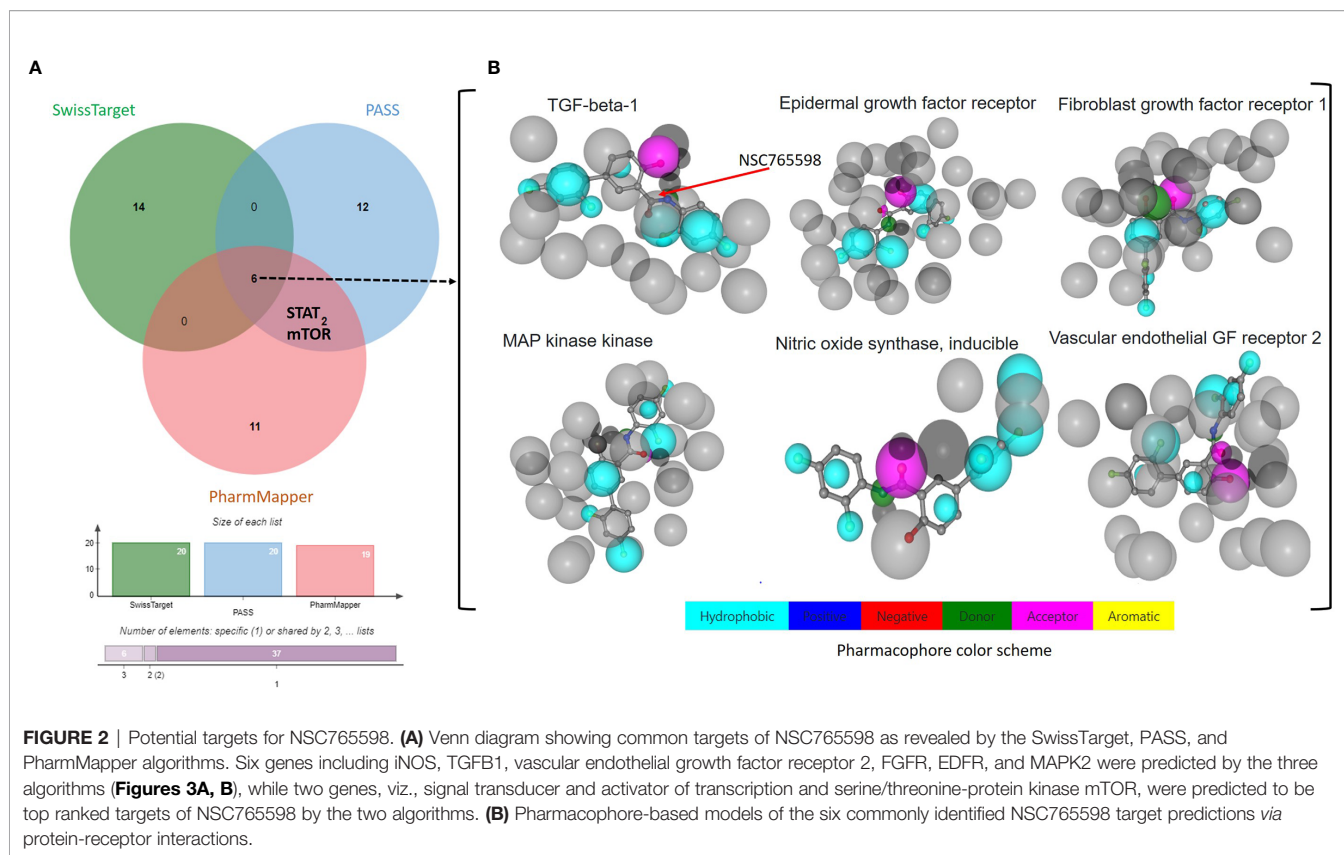 A
B
SwissTarget
PASS
14
0
12
6
0
STAT2
mTOR
11
PharmMapper
Size of each list
20
10
0
20
20
19
SwissTarget
PASS
PharmMapper
Number of elements: specific (1) or shared by 2, 3, ... lists
6
37
3
2 (2)
1
TGF-beta-1
Epidermal growth factor receptor
Fibroblast growth factor receptor 1
NSC765598
MAP kinase kinase
Nitric oxide synthase, inducible
Vascular endothelial GF receptor 2
Hydrophobic
Positive
Negative
Donor
Acceptor
Aromatic
Pharmacophore color scheme
FIGURE 2 | Potential targets for NSC765598. (A) Venn diagram showing common targets of NSC765598 as revealed by the SwissTarget, PASS, and
PharmMapper algorithms. Six genes including iNOS, TGFB1, vascular endothelial growth factor receptor 2, FGFR, EDFR, and MAPK2 were predicted by the three
algorithms (Figures 3A, B), while two genes, viz., signal transducer and activator of transcription and serine/threonine-protein kinase mTOR, were predicted to be
top ranked targets of NSC765598 by the two algorithms. (B) Pharmacophore-based models of the six commonly identified NSC765598 target predictions via
protein-receptor interactions.